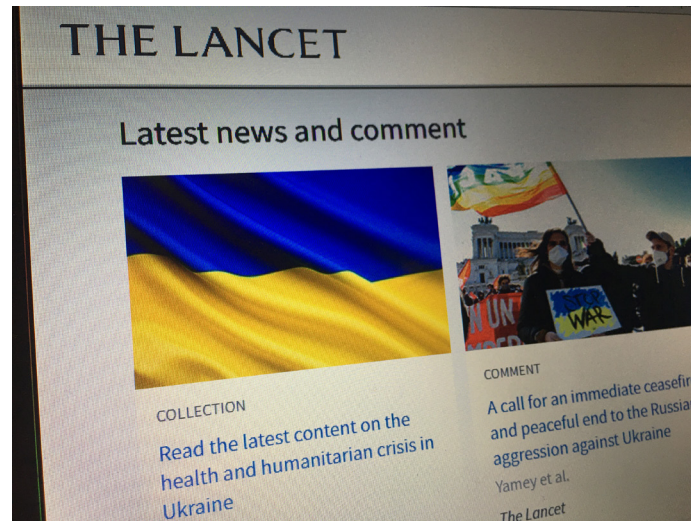 THE LANCET
Latest news and comment
STOP
WAR
N UN
COLLECTION
Read the latest content on the
health and humanitarian crisis in
Ukraine
COMMENT
A call for an immediate
and peaceful end to the
aggression against Ukraine
Yamey et al.
The Lancet